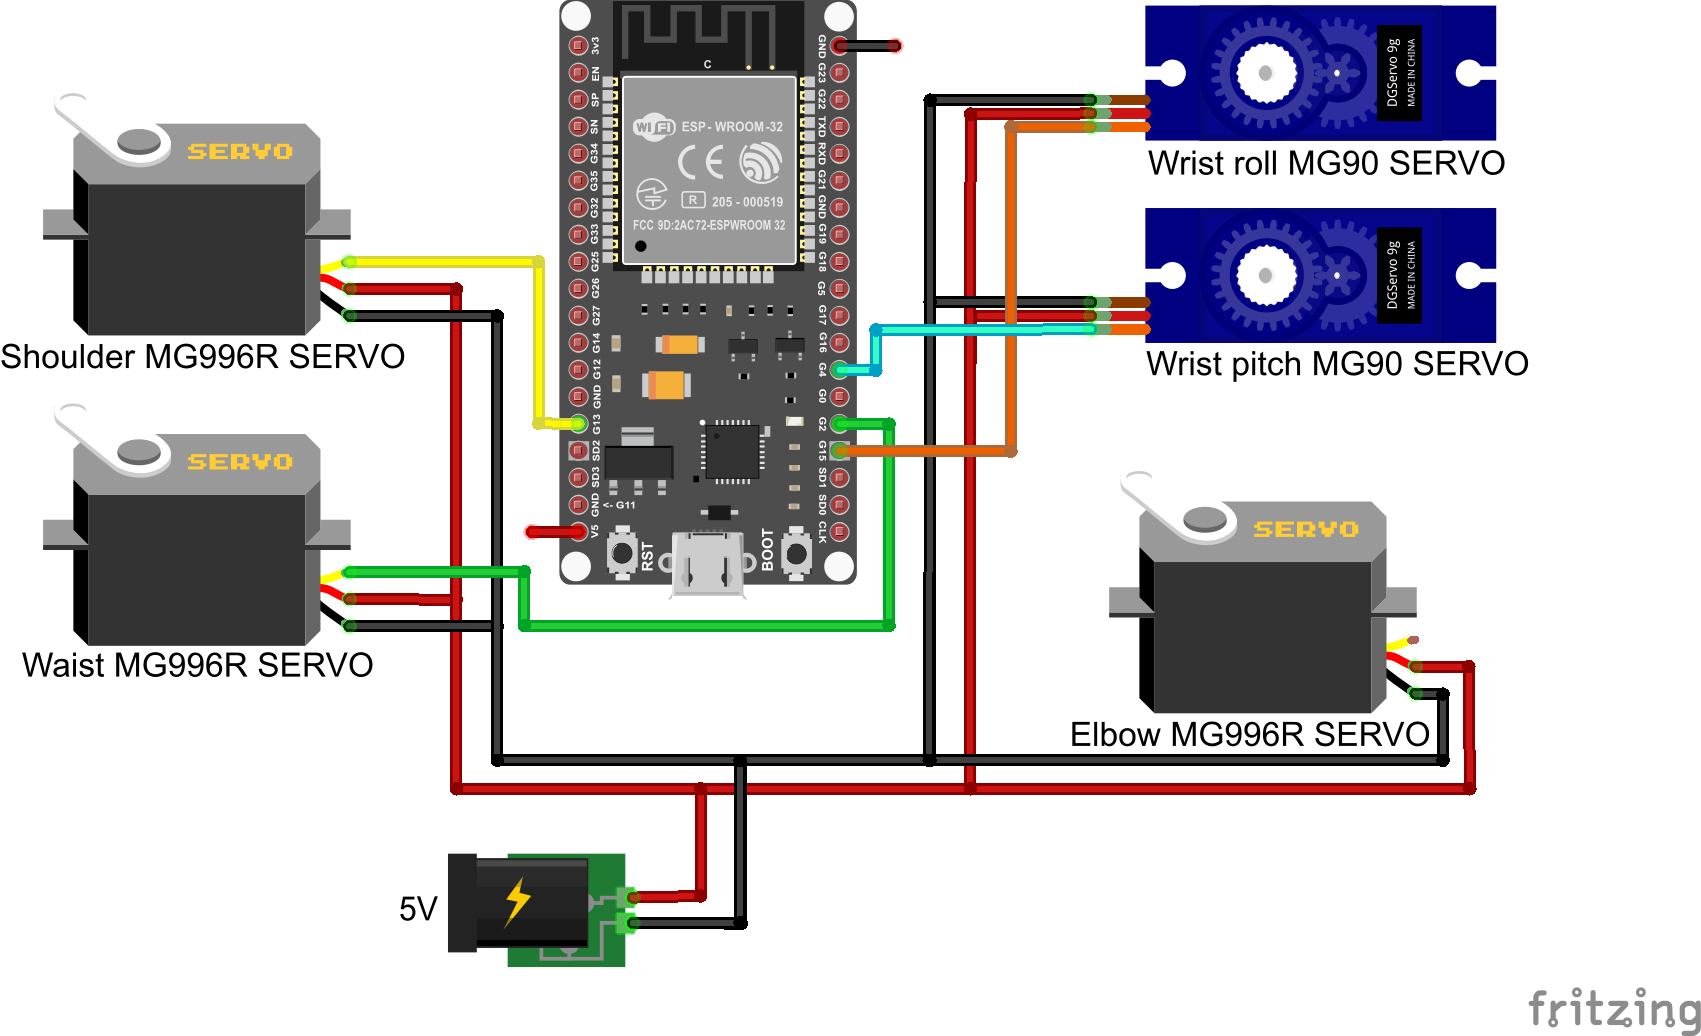 SERVO
Shoulder MG996R SERVO
SERVO
Waist MG996R SERVO
3v3
EN
SP
SN
G34
G35
G32
G33
G25
G26
G27
G14
G12
GND
G13
SD2
SD3
GND
V5
<- G11
C
WiFi ESP - WROOM -32
CE
R 205 - 000519
FCC 9D:2AC72-ESPWROOM 32
RST
BOOT
GND
G23
G22
TXD
RXD
G21
GND
G19
G18
G5
G17
G16
G4
G0
G2
G15
SD1
SD0
CLK
DGServo 9g
MADE IN CHINA
Wrist roll MG90 SERVO
DGServo 9g
MADE IN CHINA
Wrist pitch MG90 SERVO
SERVO
Elbow MG996R SERVO
5V
fritzing